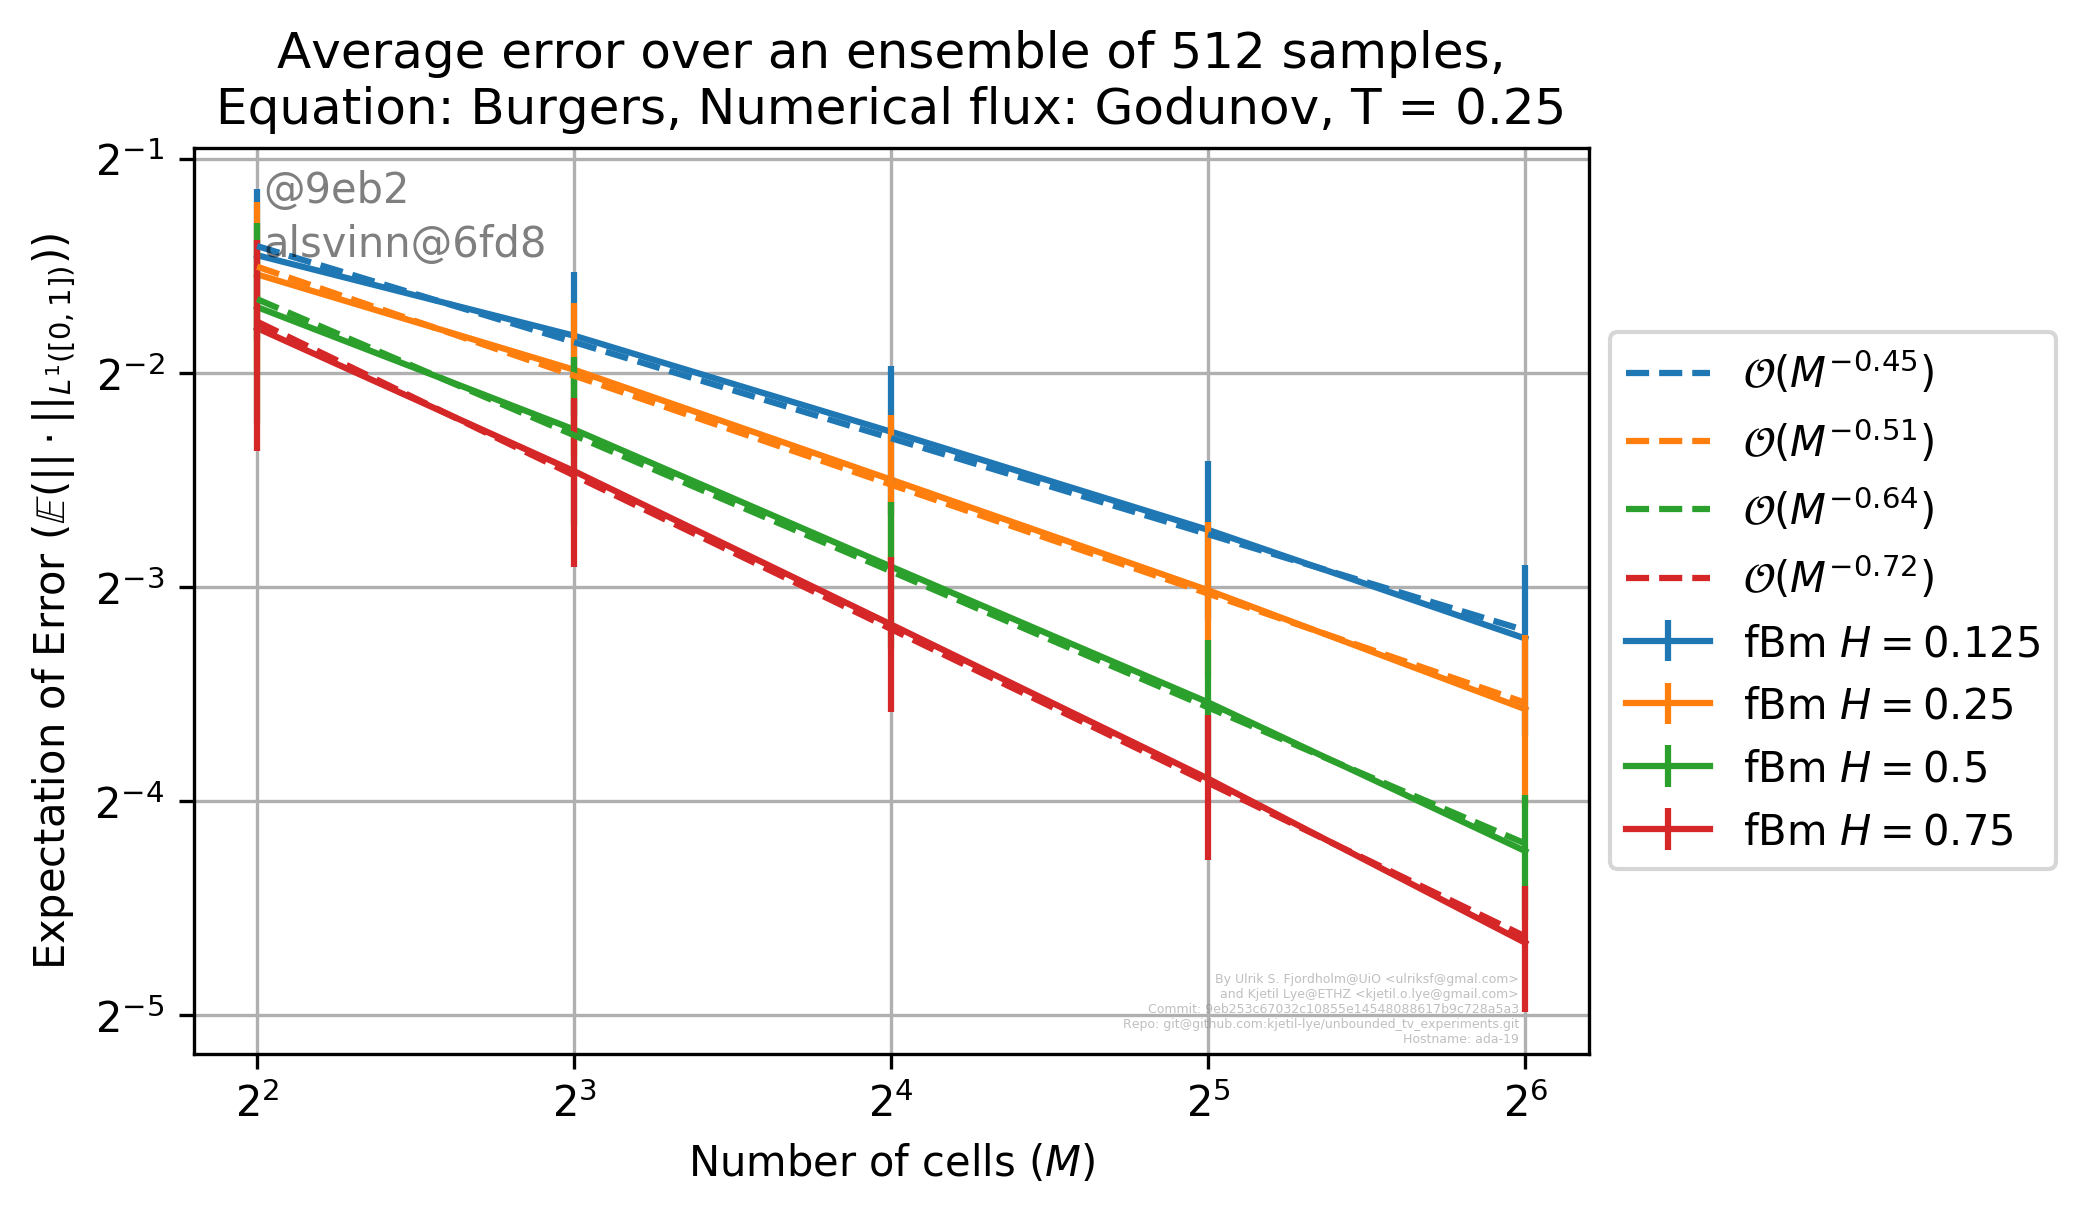 Average error over an ensemble of 512 samples,
Equation: Burgers, Numerical flux: Godunov, T = 0.25
@9eb2
alsvinn@6fd8
Expectation of Error (𝔼(||·||_{L^1([0,1])}))
2^{-1}
2^{-2}
2^{-3}
2^{-4}
2^{-5}
2^2
2^3
2^4
2^5
2^6
Number of cells (M)
𝒪(M^{-0.45})
𝒪(M^{-0.51})
𝒪(M^{-0.64})
𝒪(M^{-0.72})
fBm H = 0.125
fBm H = 0.25
fBm H = 0.5
fBm H = 0.75
By Ulrik S. Fjordholm@UiO <ulriksf@gmal.com>
and Kjetil Lye@ETHZ <kjetil.o.lye@gmail.com>
Commit: 9eb253c67032c10855e14548088617b9c728a5a3
Repo: git@github.com:kjetil-lye/unbounded_tv_experiments.git
Hostname: ada-19